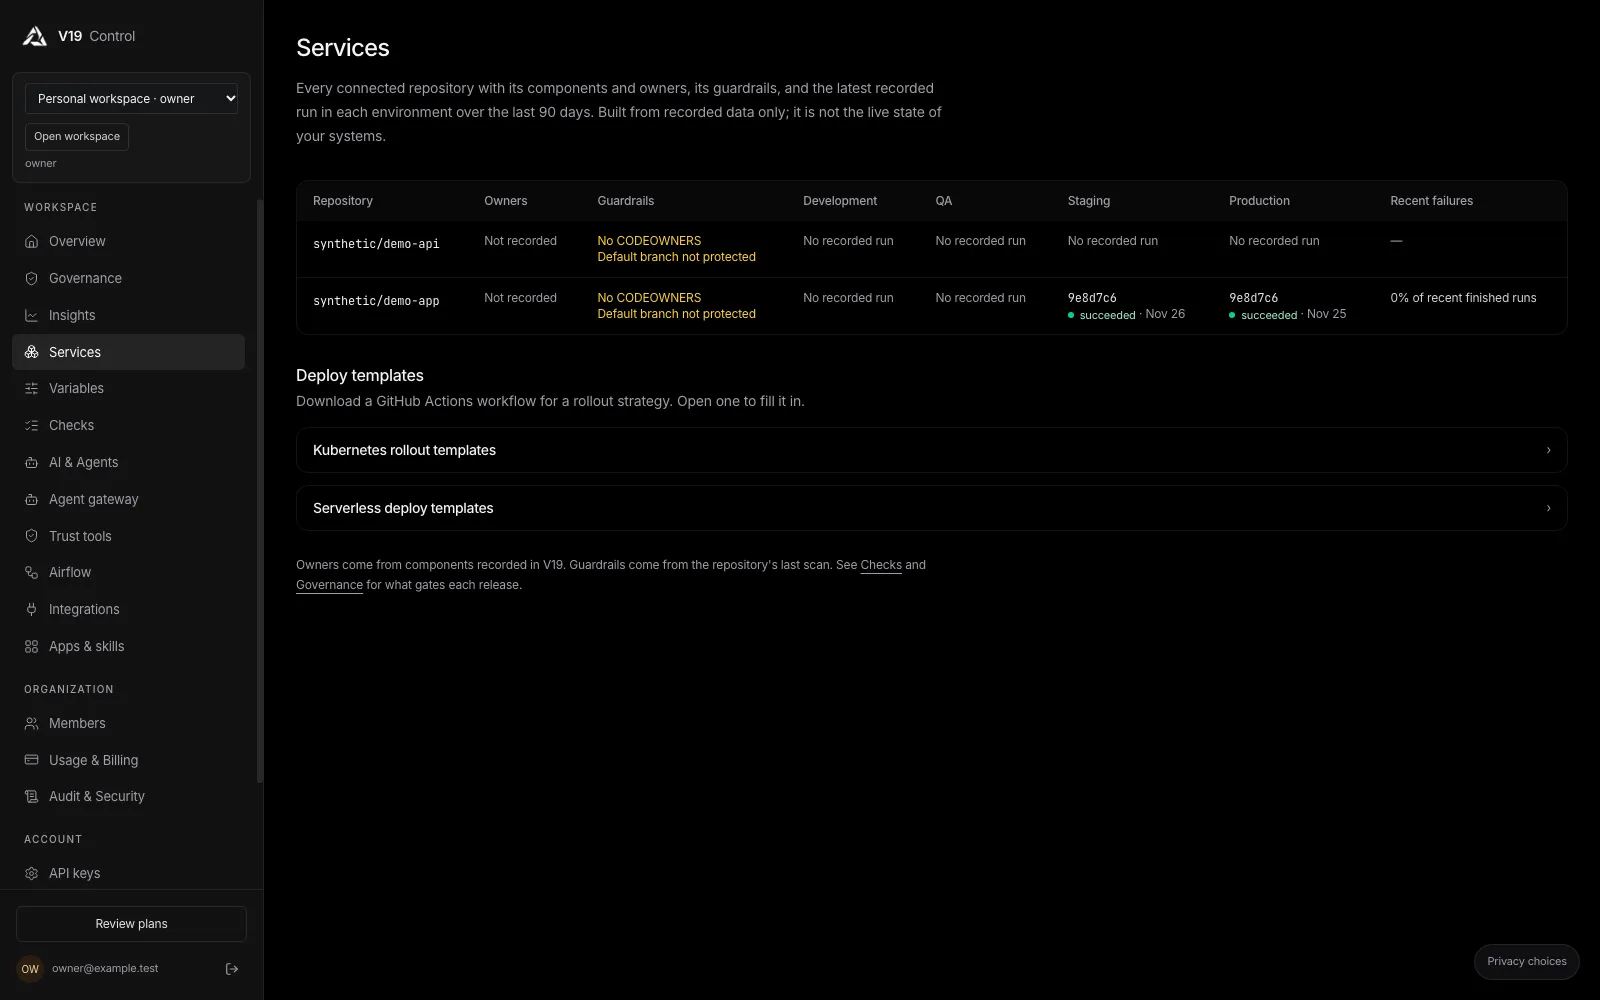 V19 Control
Personal workspace · owner
Open workspace
owner
WORKSPACE
Overview
Governance
Insights
Services
Variables
Checks
AI & Agents
Agent gateway
Trust tools
Airflow
Integrations
Apps & skills
ORGANIZATION
Members
Usage & Billing
Audit & Security
ACCOUNT
API keys
Review plans
OW owner@example.test
Services
Every connected repository with its components and owners, its guardrails, and the latest recorded
run in each environment over the last 90 days. Built from recorded data only; it is not the live state of
your systems.
Repository Owners Guardrails Development QA Staging Production Recent failures
synthetic/demo-api Not recorded No CODEOWNERS No recorded run No recorded run No recorded run No recorded run —
Default branch not protected
synthetic/demo-app Not recorded No CODEOWNERS No recorded run No recorded run 9e8d7c6 9e8d7c6 0% of recent finished runs
Default branch not protected succeeded · Nov 26 succeeded · Nov 25
Deploy templates
Download a GitHub Actions workflow for a rollout strategy. Open one to fill it in.
Kubernetes rollout templates ›
Serverless deploy templates ›
Owners come from components recorded in V19. Guardrails come from the repository's last scan. See Checks and
Governance for what gates each release.
Privacy choices